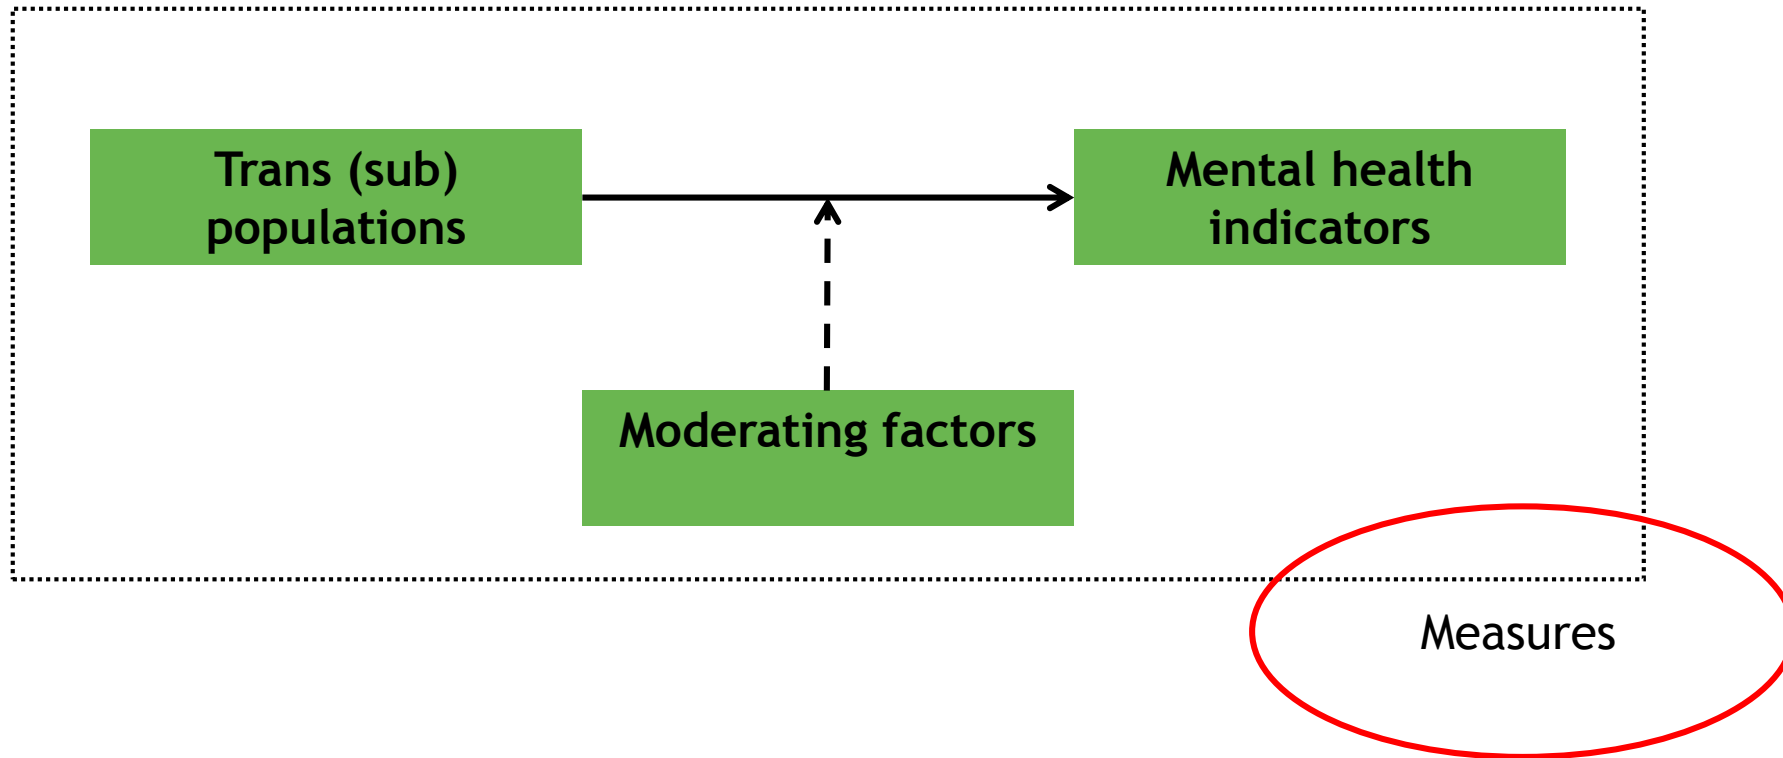 Trans (sub)
populations
Mental health
indicators
Moderating factors
Measures